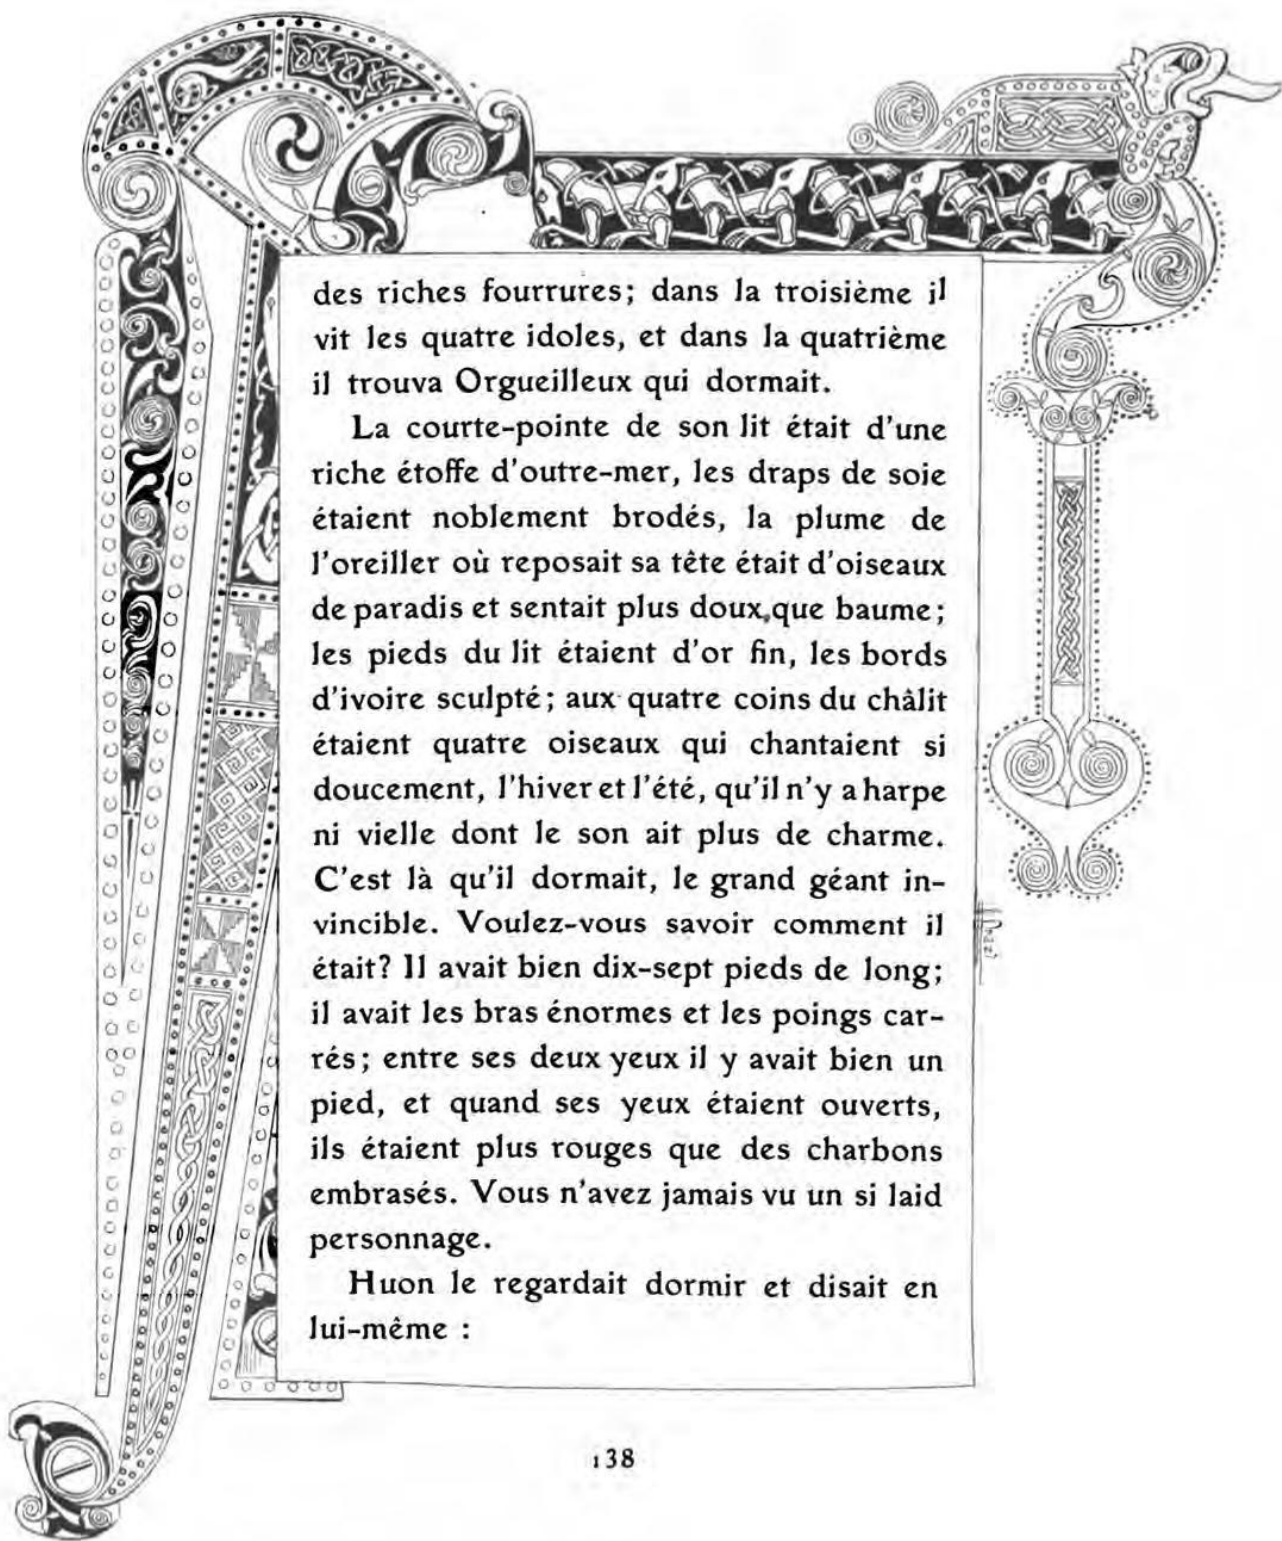 des riches fourrures; dans la troisième il
vit les quatre idoles, et dans la quatrième
il trouva Orgueilleux qui dormait.
La courte-pointe de son lit était d'une
riche étoffe d'outre-mer, les draps de soie
étaient noblement brodés, la plume de
l'oreiller où reposait sa tête était d'oiseaux
de paradis et sentait plus doux que baume;
les pieds du lit étaient d'or fin, les bords
d'ivoire sculpté; aux quatre coins du châlit
étaient quatre oiseaux qui chantaient si
doucement, l'hiver et l'été, qu'il n'y a harpe
ni vielle dont le son ait plus de charme.
C'est là qu'il dormait, le grand géant in-
vincible. Voulez-vous savoir comment il
était? Il avait bien dix-sept pieds de long;
il avait les bras énormes et les poings car-
rés; entre ses deux yeux il y avait bien un
pied, et quand ses yeux étaient ouverts,
ils étaient plus rouges que des charbons
embrasés. Vous n'avez jamais vu un si laid
personnage.
Huon le regardait dormir et disait en
lui-même :
138